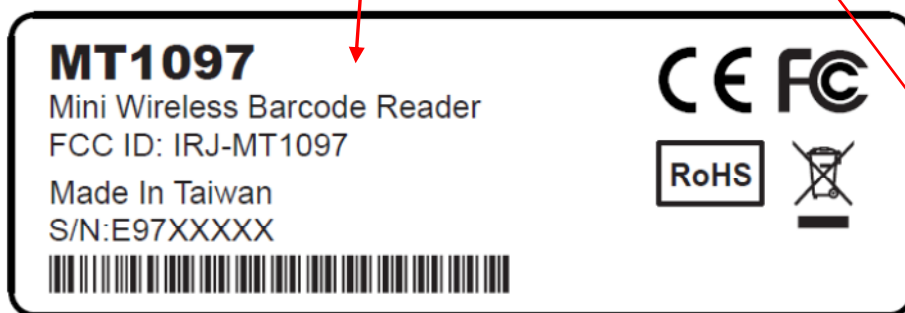 MT1097
Mini Wireless Barcode Reader
FCC ID: IRJ-MT1097
Made In Taiwan
S/N:E97XXXXX
CE FC
RoHS